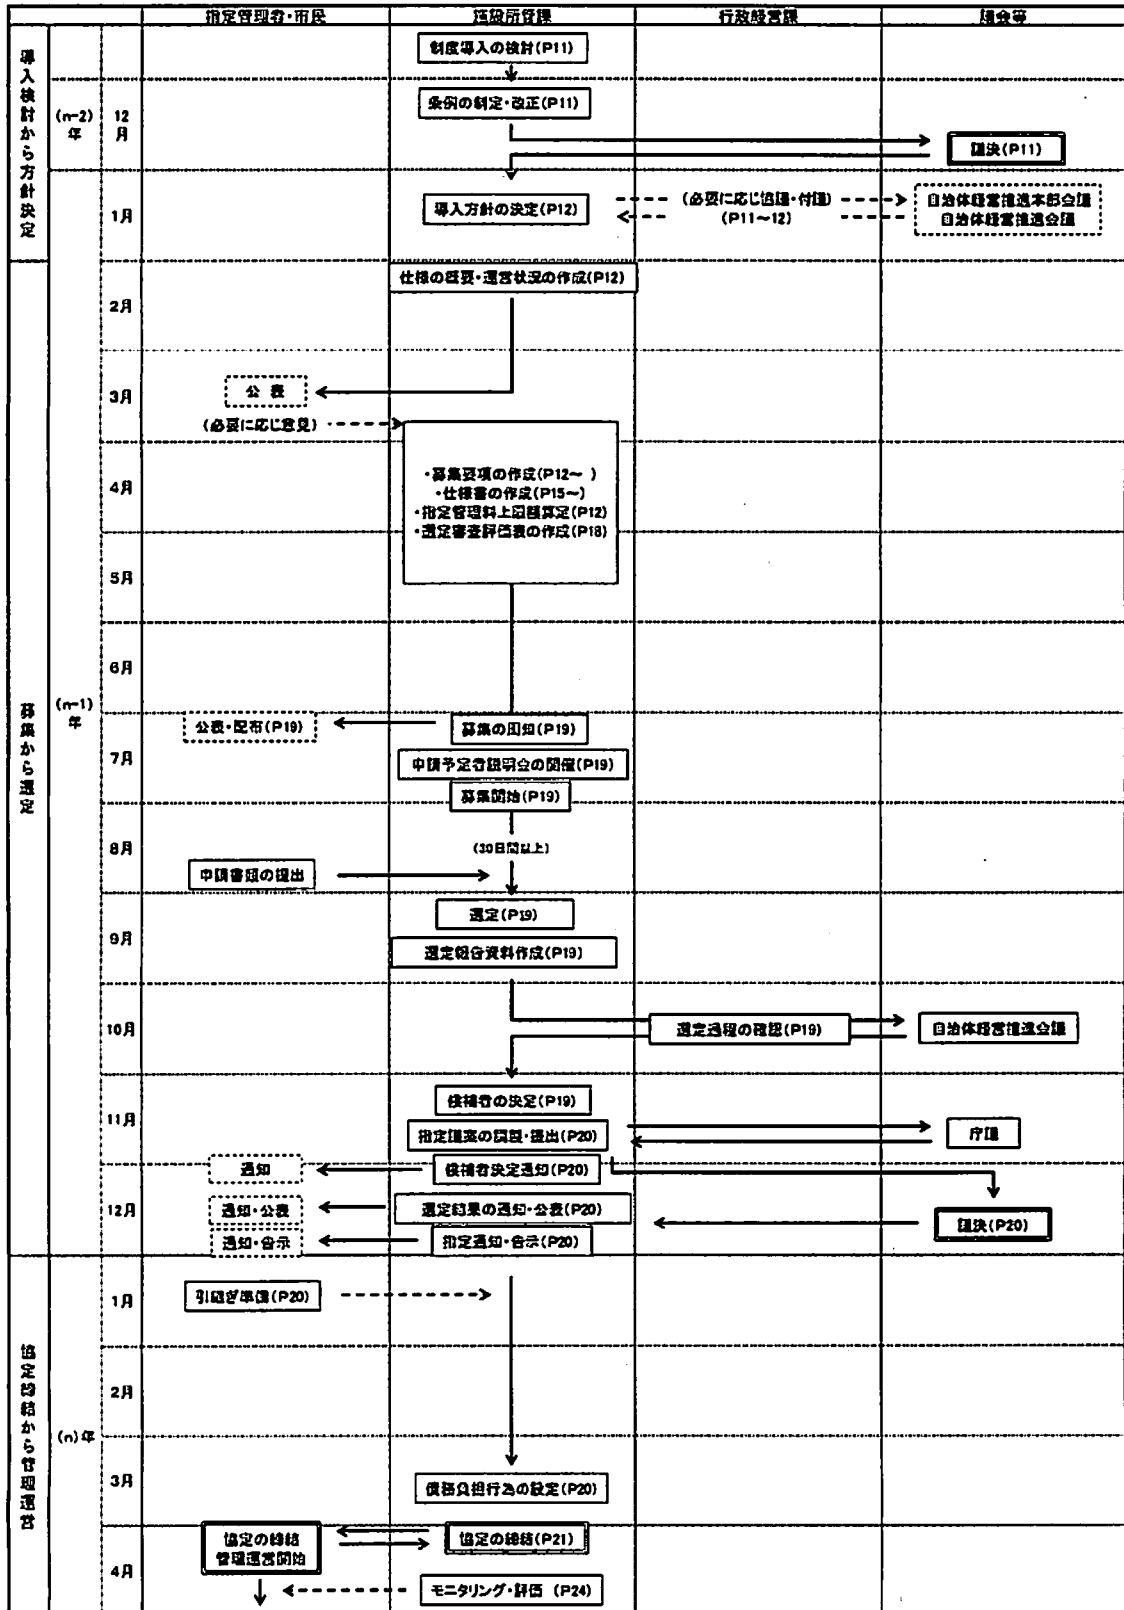 指定管理者・市民
施設所管課
行政経営課
議会等
導入検討から方針決定
(n-2)年
12月
制度導入の検討(P11)
条例の制定・改正(P11)
議決(P11)
(n-1)年
1月
導入方針の決定(P12)
(必要に応じ協議・付議)
(P11～12)
自治体経営推進本部会議
自治体経営推進会議
募集から選定
仕様の概要・運営状況の作成(P12)
2月
3月
公 表
(必要に応じ意見)
4月
・募集要項の作成(P12～ )
・仕様書の作成(P15～)
・指定管理料上限額算定(P12)
・選定審査評価表の作成(P18)
5月
6月
7月
公表・配布(P19)
募集の周知(P19)
申請予定者説明会の開催(P19)
募集開始(P19)
8月
(30日間以上)
申請書類の提出
9月
選定(P19)
選定報告資料作成(P19)
10月
選定過程の確認(P19)
自治体経営推進会議
11月
候補者の決定(P19)
指定議案の調製・提出(P20)
庁議
12月
通知
候補者決定通知(P20)
通知・公表
選定結果の通知・公表(P20)
議決(P20)
通知・告示
指定通知・告示(P20)
協定締結から管理運営
(n)年
1月
引継ぎ準備(P20)
2月
3月
債務負担行為の設定(P20)
4月
協定の締結
管理運営開始
協定の締結(P21)
モニタリング・評価 (P24)